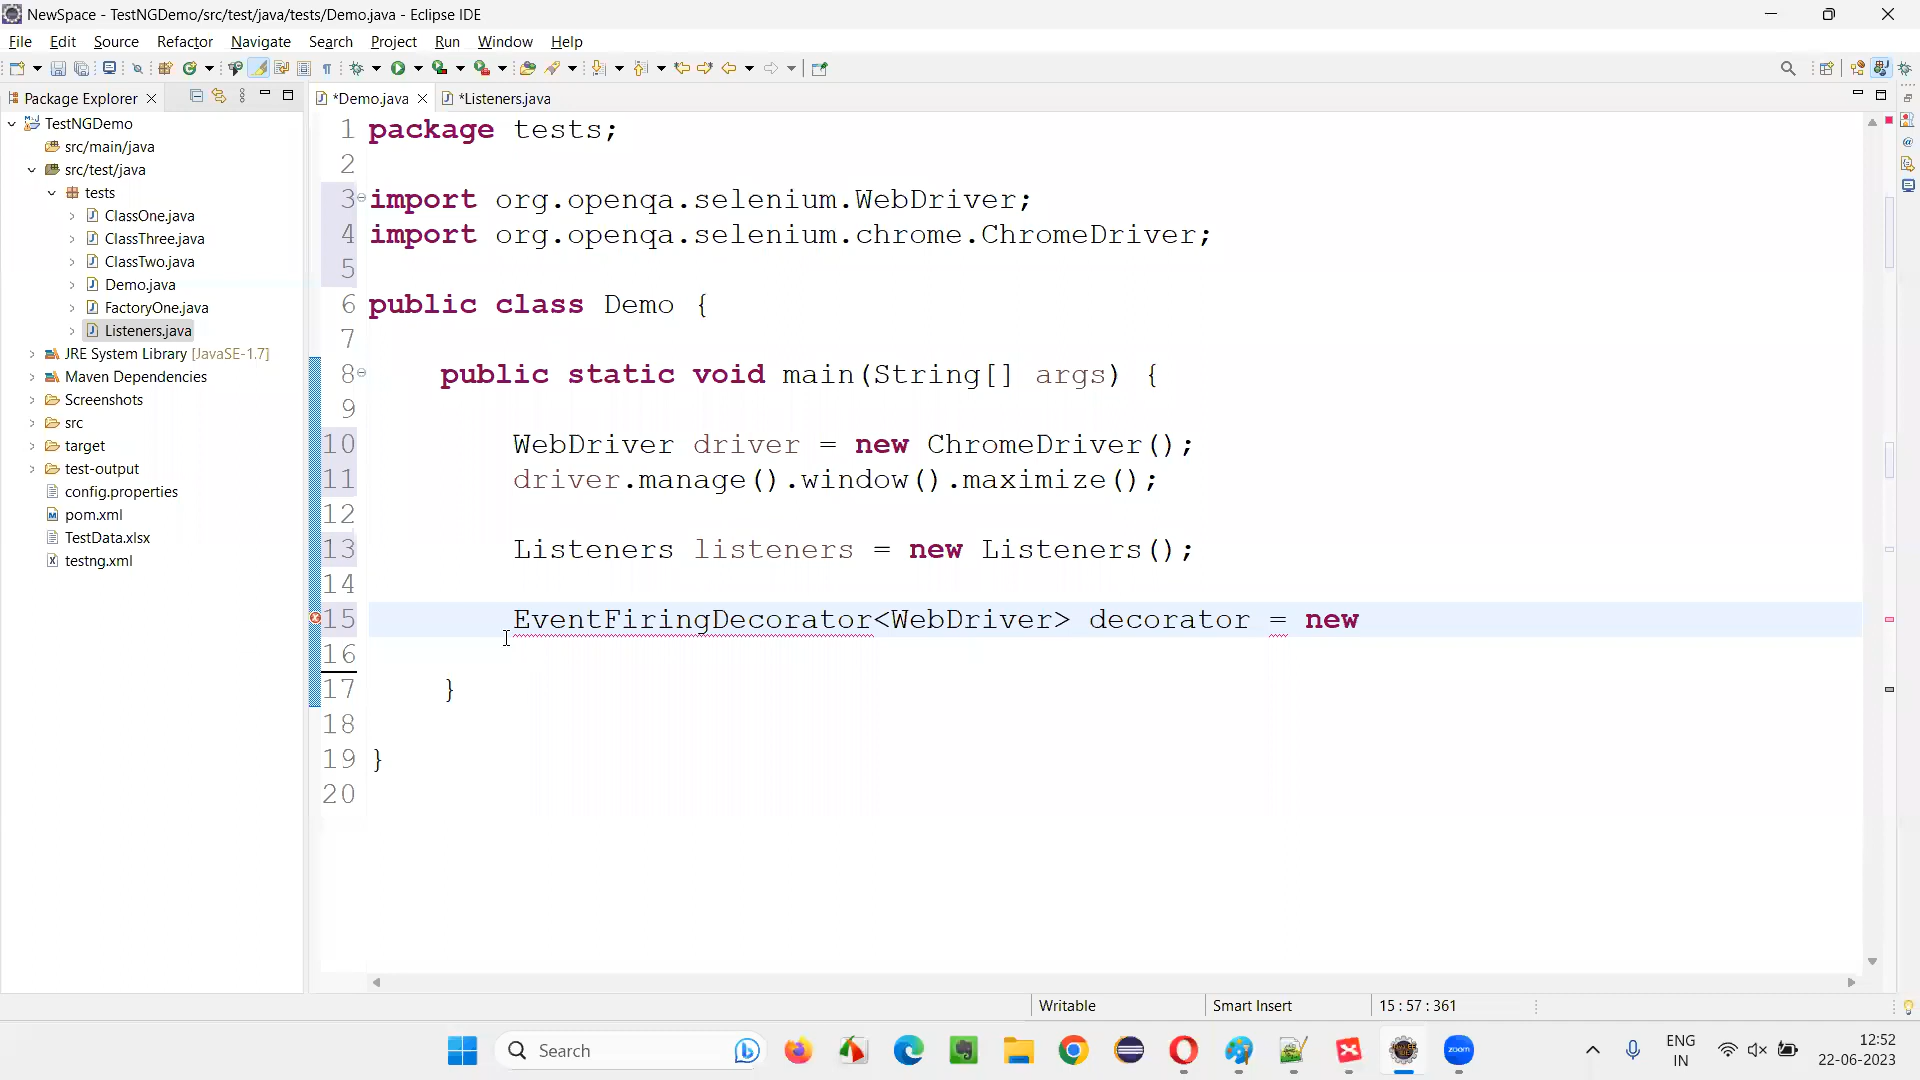 NewSpace - TestNGDemo/src/test/java/tests/Demo.java - Eclipse IDE
File Edit Source Refactor Navigate Search Project Run Window Help
Package Explorer
*Demo.java
*Listeners.java
TestNGDemo
src/main/java
src/test/java
tests
ClassOne.java
ClassThree.java
ClassTwo.java
Demo.java
FactoryOne.java
Listeners.java
JRE System Library [JavaSE-1.7]
Maven Dependencies
Screenshots
src
target
test-output
config.properties
pom.xml
TestData.xlsx
testng.xml
1 package tests;
2
3 import org.openqa.selenium.WebDriver;
4 import org.openqa.selenium.chrome.ChromeDriver;
5
6 public class Demo {
7
8 public static void main(String[] args) {
9
10 WebDriver driver = new ChromeDriver();
11 driver.manage().window().maximize();
12
13 Listeners listeners = new Listeners();
14
15 EventFiringDecorator<WebDriver> decorator = new
16
17 }
18
19 }
20
Writable
Smart Insert
15 : 57 : 361
Search
zoom
ENG
IN
12:52
22-06-2023